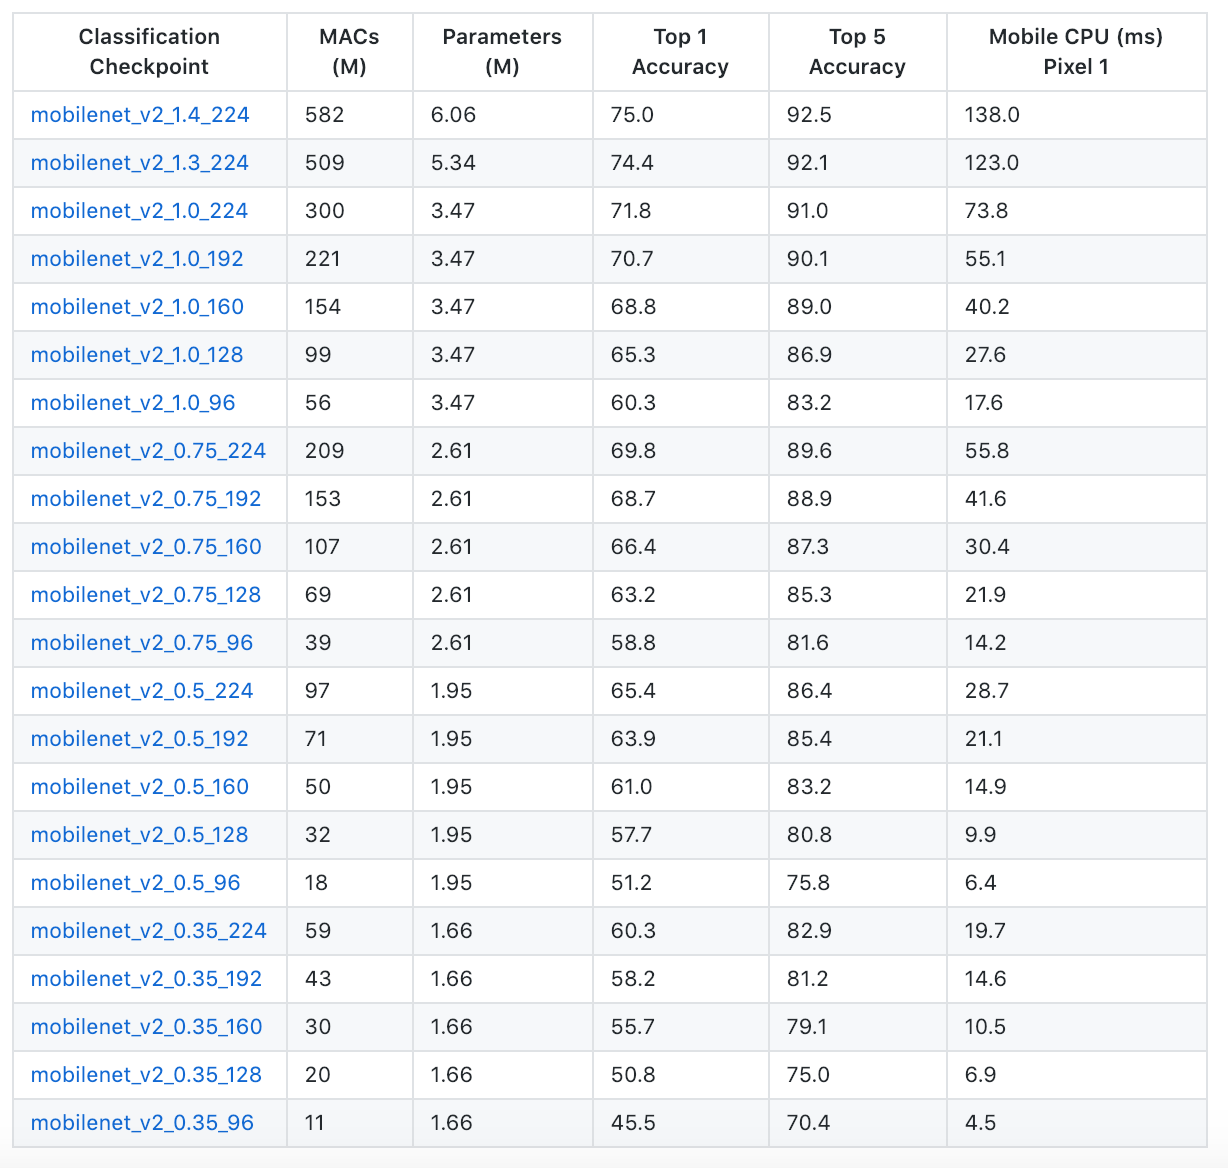 Classification Checkpoint MACs (M) Parameters (M) Top 1 Accuracy Top 5 Accuracy Mobile CPU (ms) Pixel 1
mobilenet_v2_1.4_224 582 6.06 75.0 92.5 138.0
mobilenet_v2_1.3_224 509 5.34 74.4 92.1 123.0
mobilenet_v2_1.0_224 300 3.47 71.8 91.0 73.8
mobilenet_v2_1.0_192 221 3.47 70.7 90.1 55.1
mobilenet_v2_1.0_160 154 3.47 68.8 89.0 40.2
mobilenet_v2_1.0_128 99 3.47 65.3 86.9 27.6
mobilenet_v2_1.0_96 56 3.47 60.3 83.2 17.6
mobilenet_v2_0.75_224 209 2.61 69.8 89.6 55.8
mobilenet_v2_0.75_192 153 2.61 68.7 88.9 41.6
mobilenet_v2_0.75_160 107 2.61 66.4 87.3 30.4
mobilenet_v2_0.75_128 69 2.61 63.2 85.3 21.9
mobilenet_v2_0.75_96 39 2.61 58.8 81.6 14.2
mobilenet_v2_0.5_224 97 1.95 65.4 86.4 28.7
mobilenet_v2_0.5_192 71 1.95 63.9 85.4 21.1
mobilenet_v2_0.5_160 50 1.95 61.0 83.2 14.9
mobilenet_v2_0.5_128 32 1.95 57.7 80.8 9.9
mobilenet_v2_0.5_96 18 1.95 51.2 75.8 6.4
mobilenet_v2_0.35_224 59 1.66 60.3 82.9 19.7
mobilenet_v2_0.35_192 43 1.66 58.2 81.2 14.6
mobilenet_v2_0.35_160 30 1.66 55.7 79.1 10.5
mobilenet_v2_0.35_128 20 1.66 50.8 75.0 6.9
mobilenet_v2_0.35_96 11 1.66 45.5 70.4 4.5